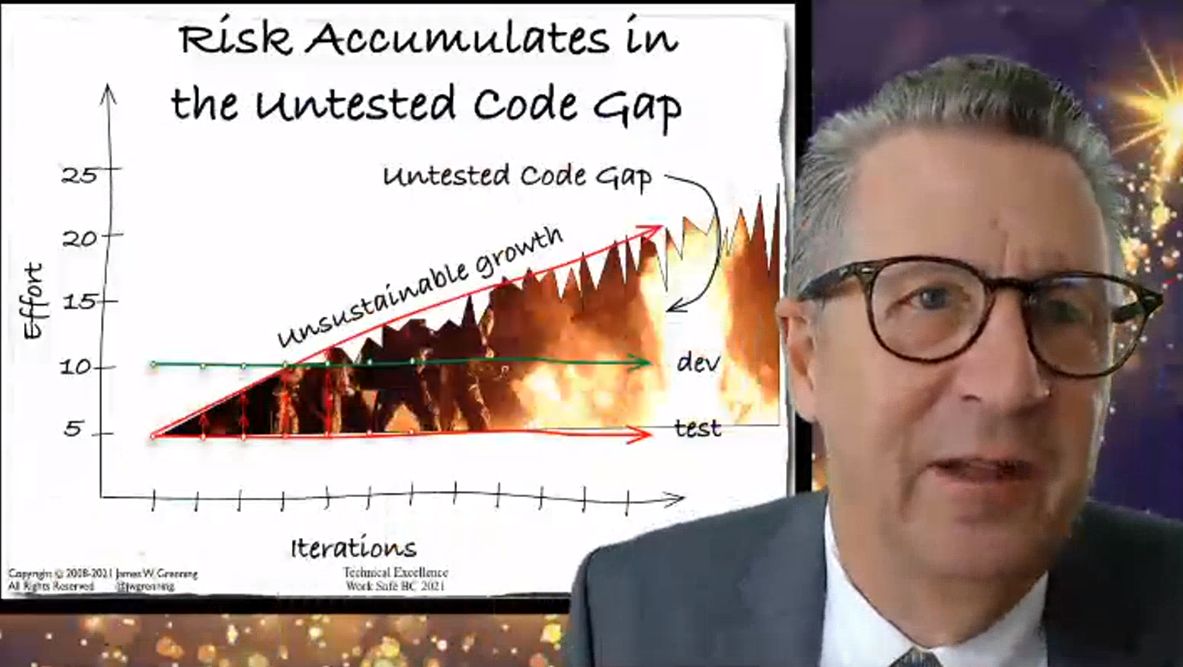 Risk Accumulates in
the Untested Code Gap
Untested Code Gap
unsustainable growth
25
20
15
10
5
Effort
dev
test
Iterations
Copyright © 2008-2021 James W. Grenning
All Rights Reserved @jwgrenning
Technical Excellence
Work Safe BC 2021